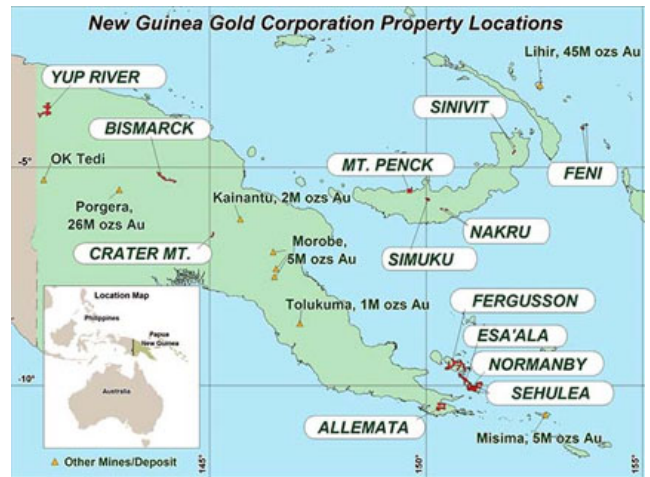 New Guinea Gold Corporation Property Locations
Lihir, 45M ozs Au
YUP RIVER
SINIVIT
BISMARCK
-5°
OK Tedi
MT. PENCK
FENI
Kainantu, 2M ozs Au
Porgera,
26M ozs Au
NAKRU
CRATER MT.
Morobe,
5M ozs Au
SIMUKU
Location Map
Philippines
Papua
New Guinea
Australia
Tolukuma, 1M ozs Au
FERGUSSON
ESA'ALA
NORMANBY
-10°
SEHULEA
ALLEMATA
Misima, 5M ozs Au
Other Mines/Deposit
145°
150°
155°